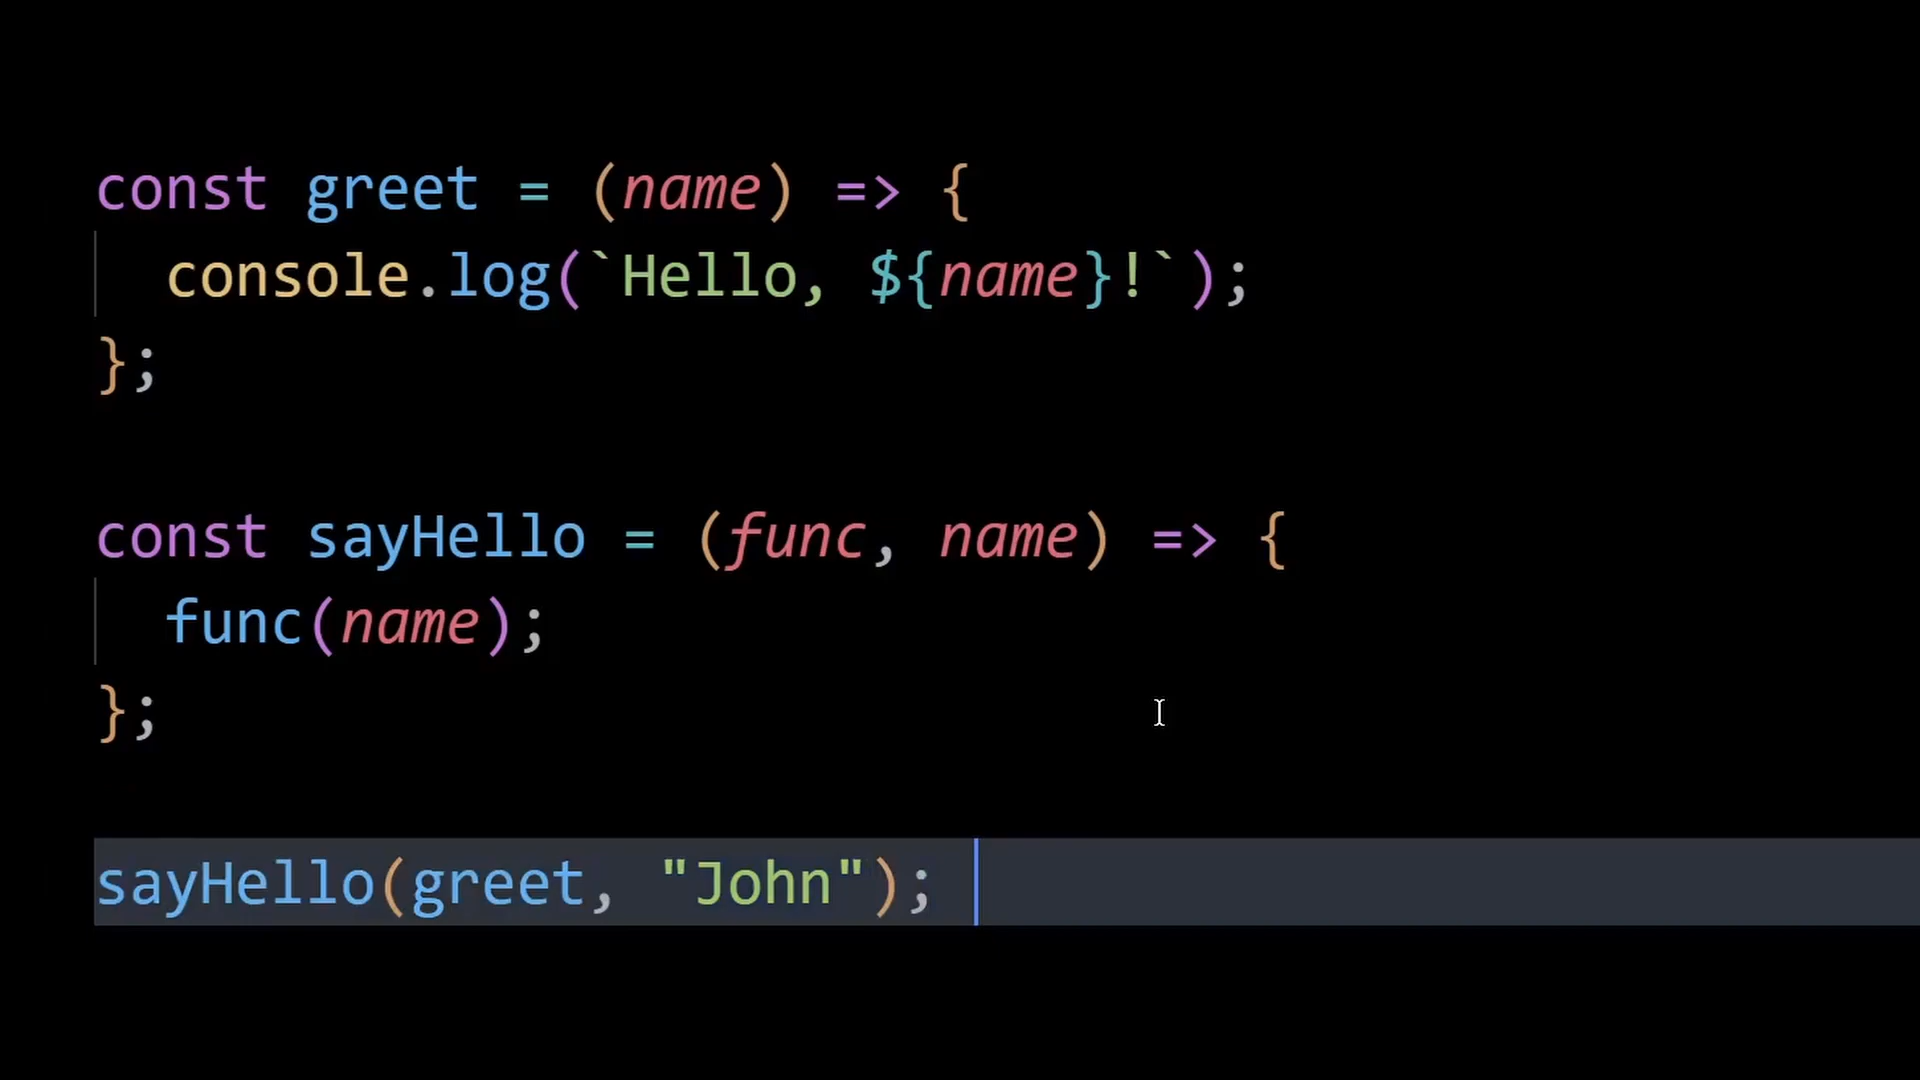 const greet = (name) => {
  console.log(`Hello, ${name}!`);
};
const sayHello = (func, name) => {
  func(name);
};
sayHello(greet, "John");